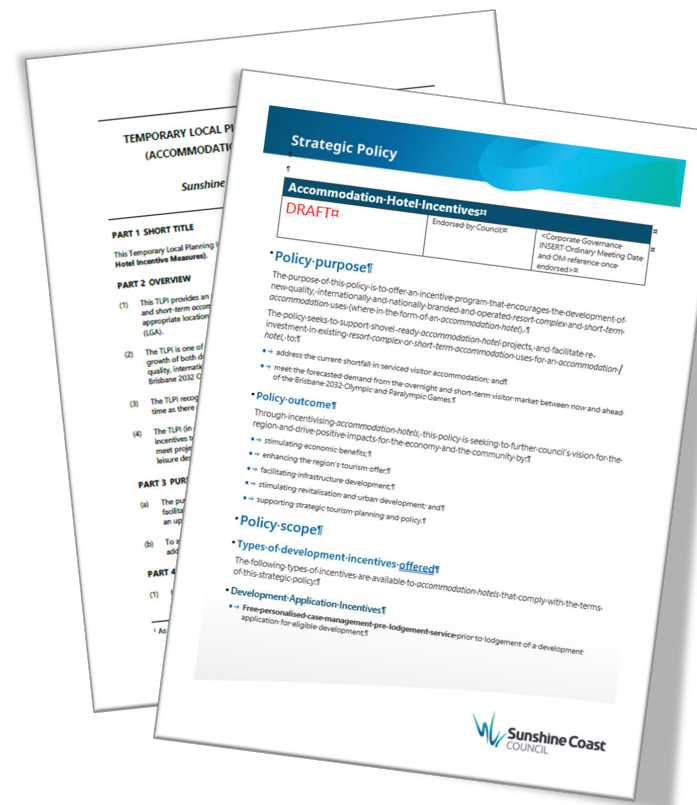 TEMPORARY LOCAL PL
(ACCOMMODATIO
Sunshine
PART 1 SHORT TITLE
This Temporary Local Planning I
Hotel Incentive Measures).
PART 2 OVERVIEW
(1) This TLPI provides an
and short-term accom
appropriate location
(LGA).
(2) The TLPI is one of
growth of both d
quality, internati
Brisbane 2032 O
(3) The TLPI recog
time as there
(4) The TLPI (in
incentives to
meet proje
leisure des
PART 3 PUR
(a) The pu
facilita
an up
(b) To a
add
PART 4
(1)
¹ As
Strategic Policy
¶
¶
Accommodation Hotel Incentives¤
DRAFT¤
Endorsed by Council¤
<Corporate Governance
INSERT Ordinary Meeting Date
and OM reference once
endorsed>¤
Policy purpose¶
The purpose of this policy is to offer an incentive program that encourages the development of
new quality, internationally and nationally branded and operated resort complex and short-term
accommodation uses (where in the form of an accommodation hotel). ¶
The policy seeks to support shovel-ready accommodation hotel projects, and facilitate re-
investment in existing resort complex or short-term accommodation uses for an accommodation
hotel, to:¶
• → address the current shortfall in serviced visitor accommodation; and¶
• → meet the forecasted demand from the overnight and short-term visitor market between now and ahead
of the Brisbane 2032 Olympic and Paralympic Games.¶
Policy outcome¶
Through incentivising accommodation hotels, this policy is seeking to further council's vision for the
region and drive positive impacts for the economy and the community by:¶
• → stimulating economic benefits;¶
• → enhancing the region's tourism offer;¶
• → facilitating infrastructure development;¶
• → stimulating revitalisation and urban development; and¶
• → supporting strategic tourism planning and policy.¶
Policy scope¶
Types of development incentives offered¶
The following types of incentives are available to accommodation hotels that comply with the terms
of this strategic policy:¶
Development Application Incentives¶
• → Free personalised case management pre-lodgement service prior to lodgement of a development
application for eligible development;¶
Sunshine Coast
COUNCIL